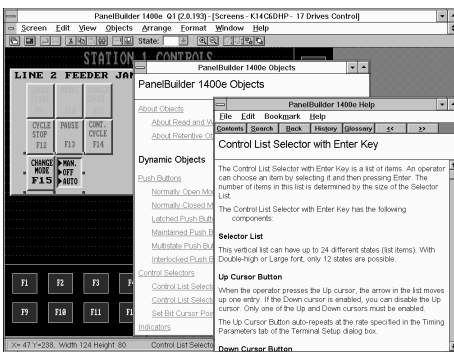 PanelBuilder 1400e Q1 (2.0.193) - [Screens - K14C6DHP - 17 Drives Control]
Screen Edit View Objects Arrange Format Window Help
State:
STATION 1 CONTROLS
LINE 2 FEEDER JAM
CYCLE STOP F12
PAUSE F13
CONT. CYCLE F14
CHANGE MODE F15
MAN.
OFF
AUTO
F1 F2 F3
F9 F10 F11
X= 47 Y=238, Width 124 Height 80 Control List Selecto
PanelBuilder 1400e Objects
PanelBuilder 1400e Objects
About Objects
About Read and W
About Retentive Ob
Dynamic Objects
Push Buttons
Normally Open Mo
Normally Closed M
Latched Push Butt
Maintained Push B
Multistate Push Bu
Interlocked Push B
Control Selectors
Control List Select
Control List Select
Set Bit Cursor Poin
Indicators
PanelBuilder 1400e Help
File Edit Bookmark Help
Contents Search Back History Glossary << >>
Control List Selector with Enter Key
The Control List Selector with Enter Key is a list of items. An operator
can choose an item by selecting it and then pressing Enter. The
number of items in this list is determined by the size of the Selector
List.
The Control List Selector with Enter Key has the following
components:
Selector List
This vertical list can have up to 24 different states (list items). With
Double-high or Large font, only 12 states are possible.
Up Cursor Button
When the operator presses the Up cursor, the arrow in the list moves
up one entry. If the Down cursor is enabled, you can disable the Up
cursor. Only one of the Up and Down cursors must be enabled.
The Up Cursor Button auto-repeats at the rate specified in the Timing
Parameters tab of the Terminal Setup dialog box.
Down Cursor Button